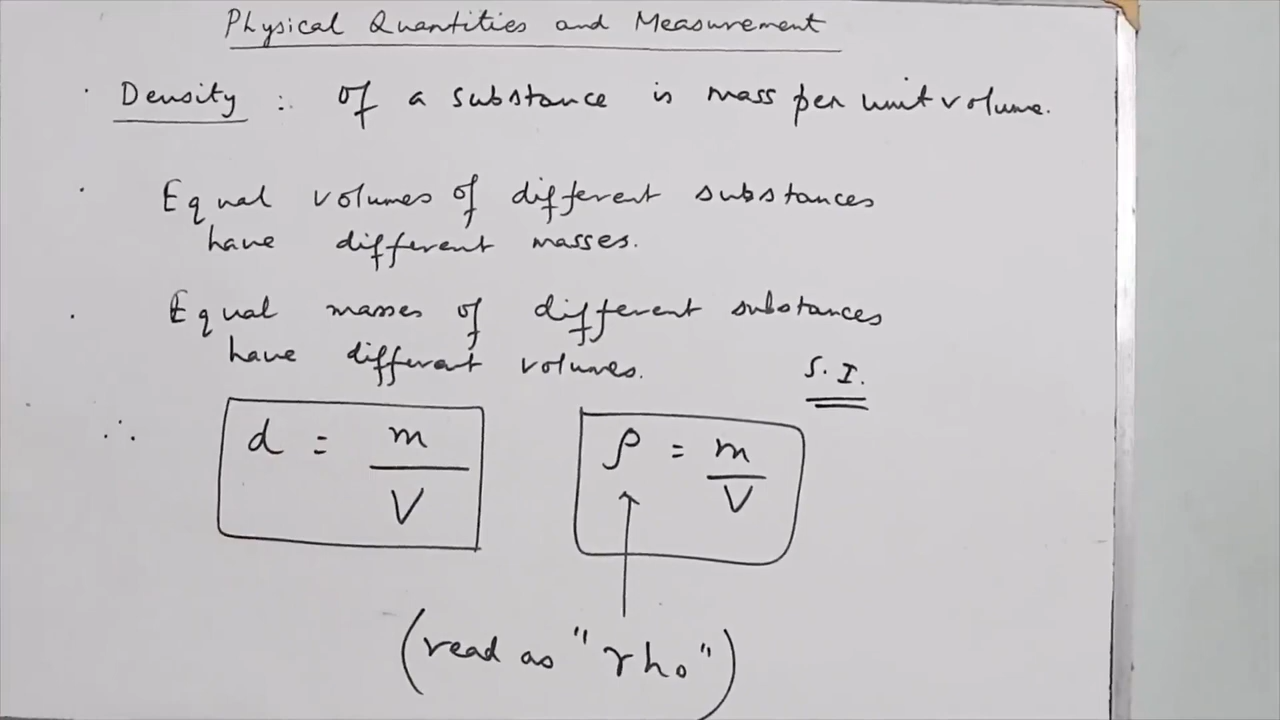 Physical Quantities and Measurement
. Density : of a substance is mass per unit volume.
. Equal volumes of different substances
have different masses.
. Equal masses of different substances
have different volumes.
S. I.
∴ d = m/V ρ = m/V
(read as "rho")